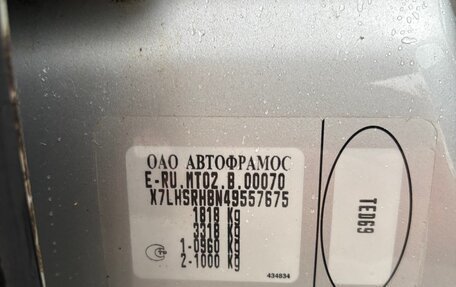 ОАО АВТОФРАМОС
E-RU.MT02.B.00070
X7LHSRHBN49557675
1818 Kg
3318 Kg
1-0960 Kg
2-1000 Kg
434834
TED69